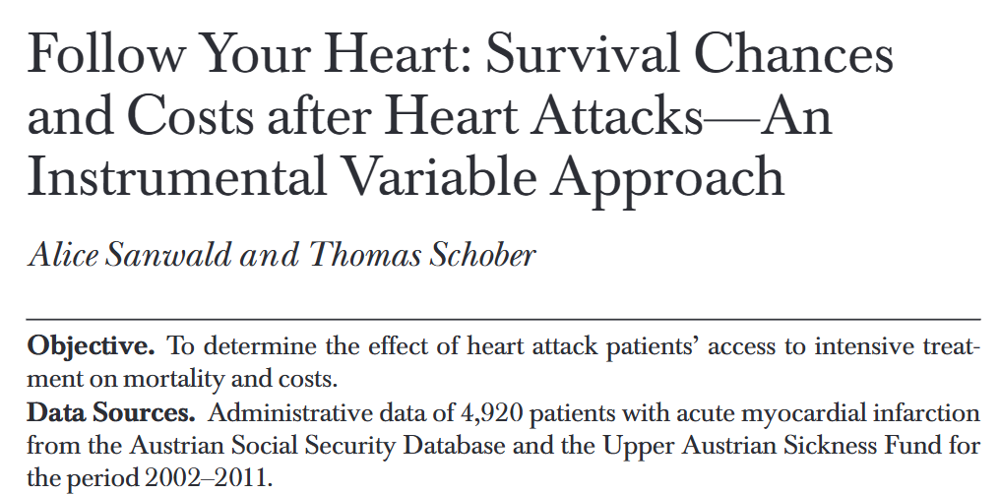 Follow Your Heart: Survival Chances
and Costs after Heart Attacks—An
Instrumental Variable Approach
Alice Sanwald and Thomas Schober
Objective. To determine the effect of heart attack patients’ access to intensive treat-
ment on mortality and costs.
Data Sources. Administrative data of 4,920 patients with acute myocardial infarction
from the Austrian Social Security Database and the Upper Austrian Sickness Fund for
the period 2002–2011.